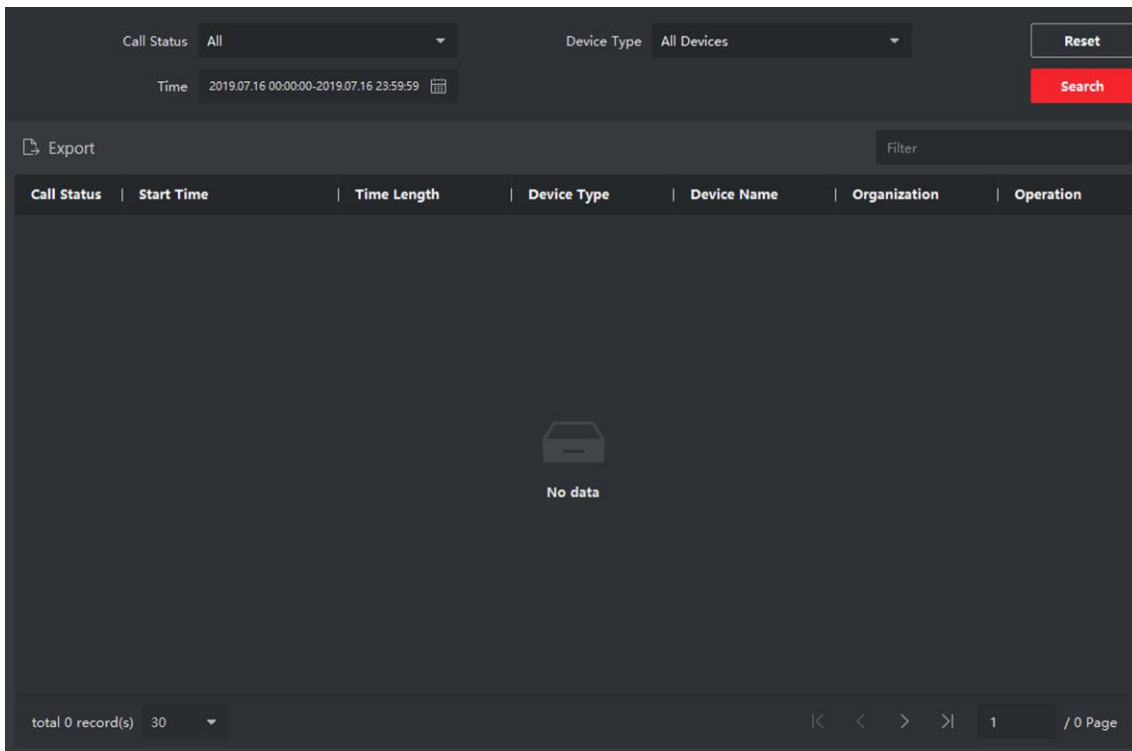 Call Status All Device Type All Devices Reset
Time 2019.07.16 00:00:00-2019.07.16 23:59:59 Search
Export Filter
Call Status | Start Time | Time Length | Device Type | Device Name | Organization | Operation
No data
total 0 record(s) 30 1 / 0 Page